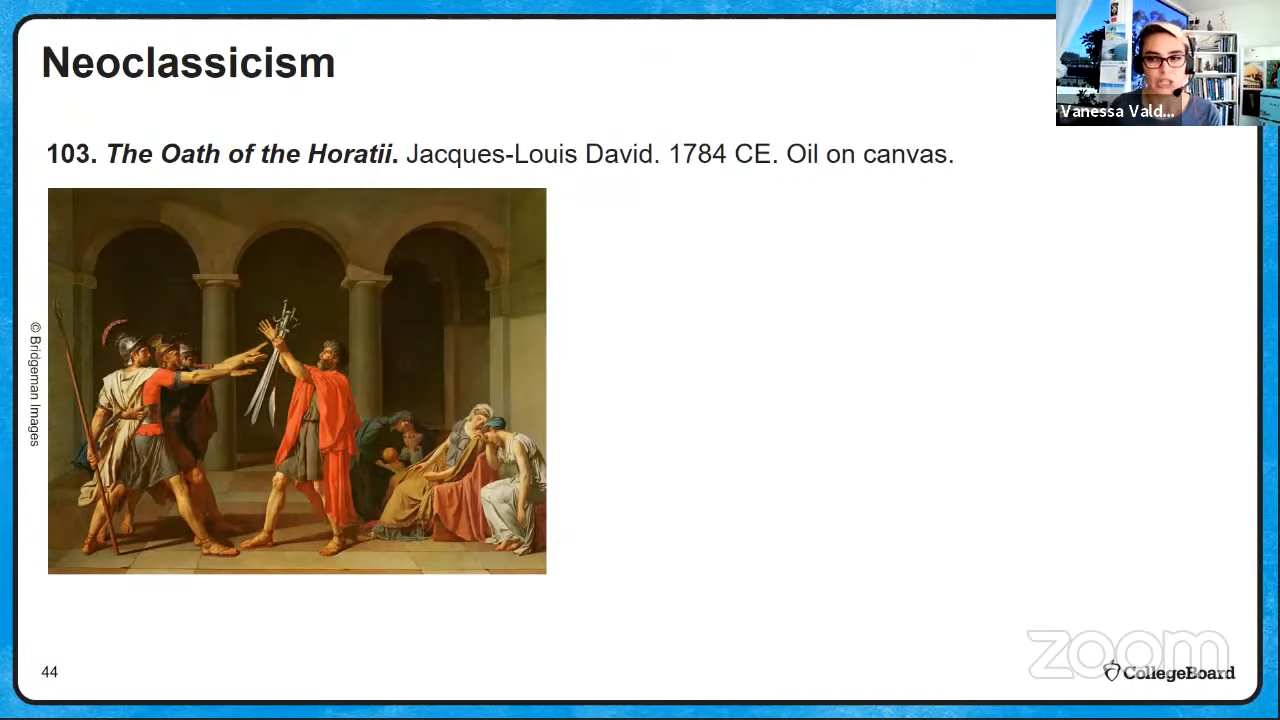 Neoclassicism
Vanessa Vald...
103. The Oath of the Horatii. Jacques-Louis David. 1784 CE. Oil on canvas.
© Bridgeman Images
44
zoom
CollegeBoard